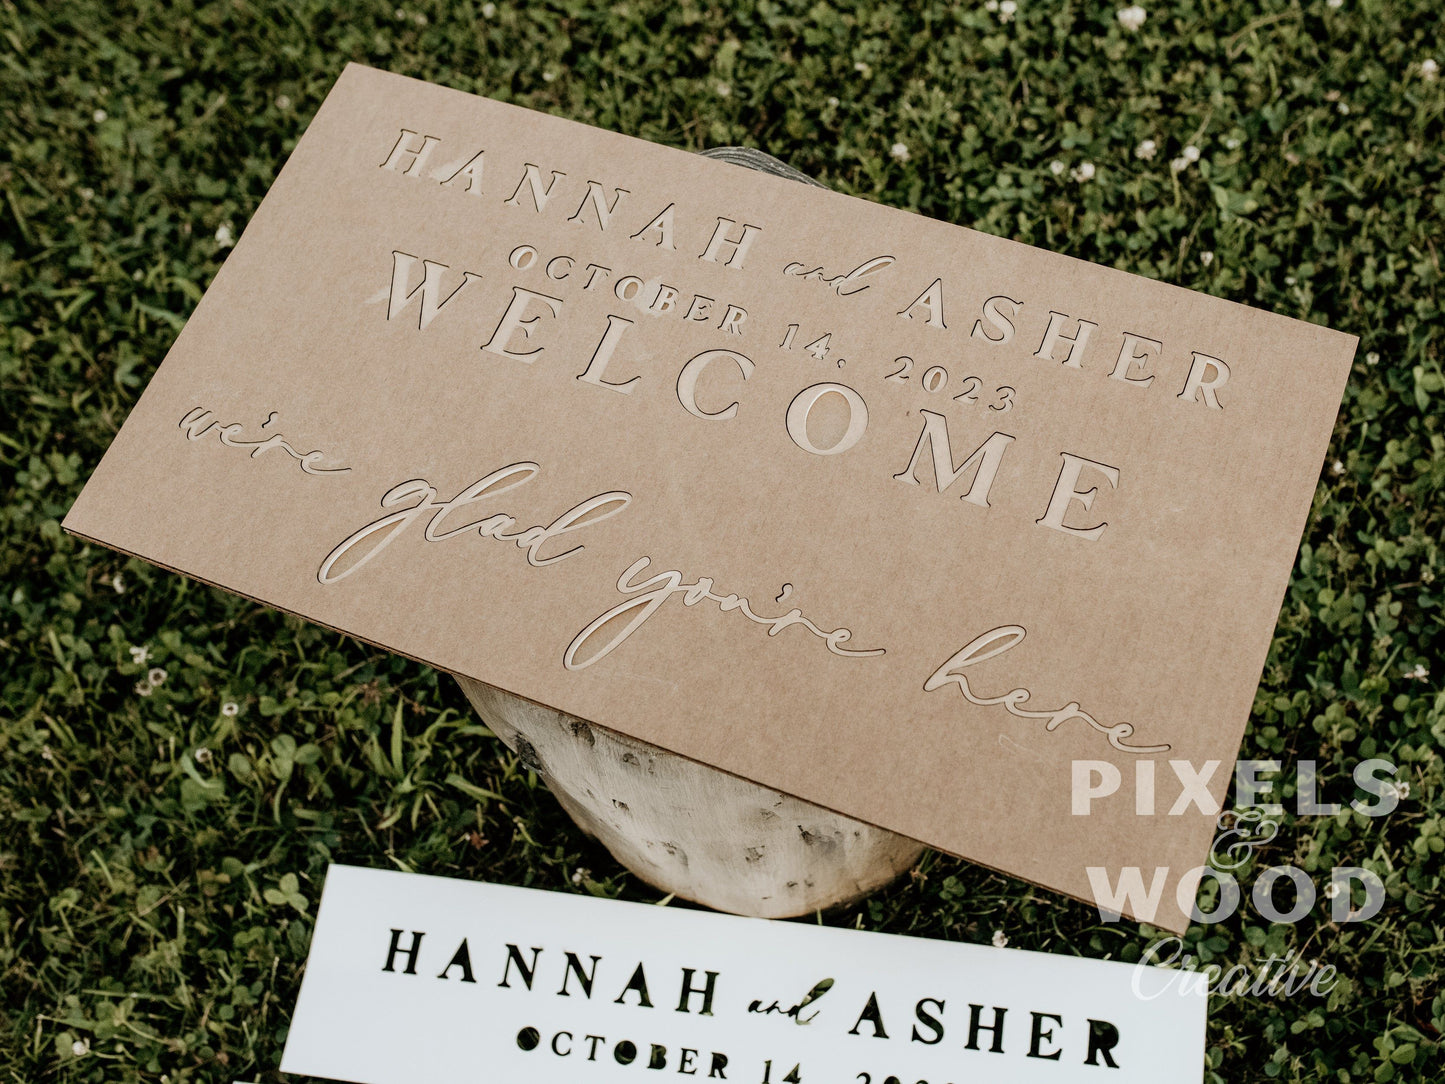 HANNAH and ASHER
OCTOBER 14. 2023
WELCOME
we're glad you're here
PIXELS
&
WOOD
Creative
HANNAH and ASHER
OCTOBER 14